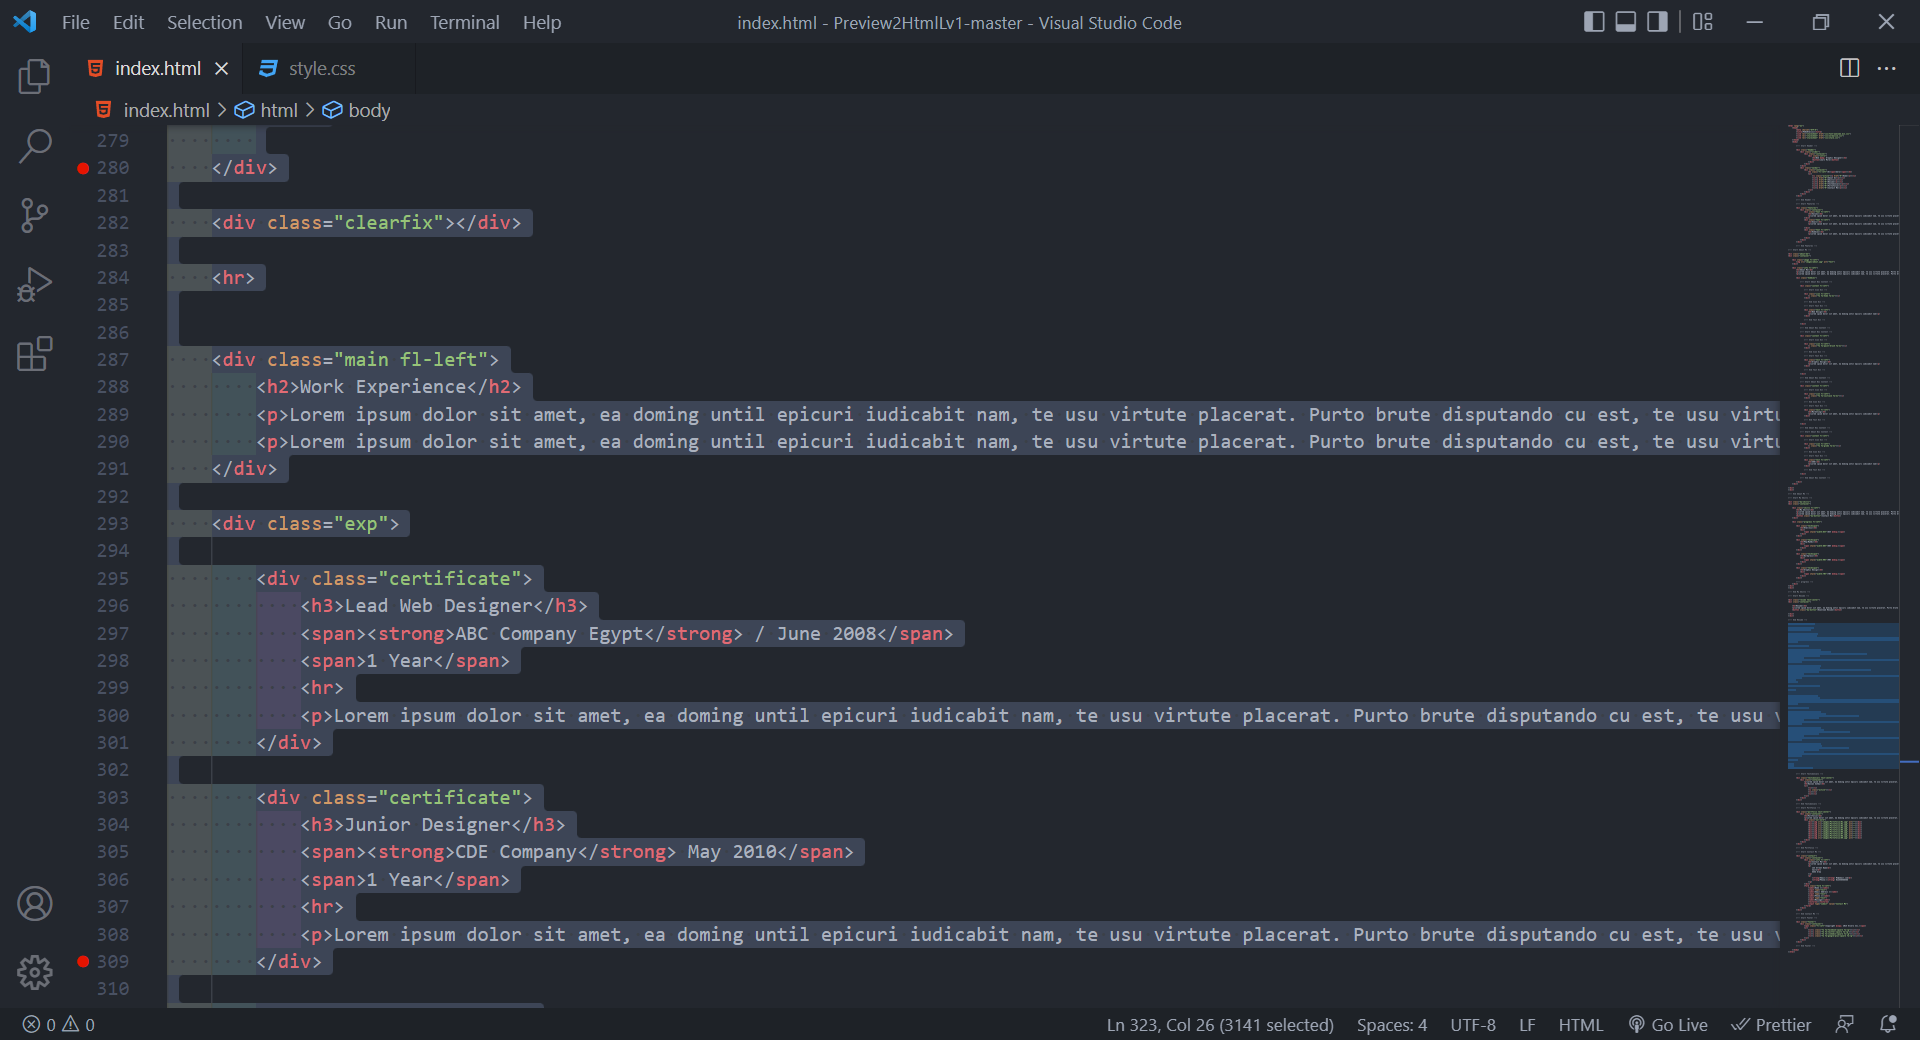 File Edit Selection View Go Run Terminal Help index.html - Preview2HtmlLv1-master - Visual Studio Code
index.html style.css
index.html > html > body
279
280 </div>
281
282 <div class="clearfix"></div>
283
284 <hr>
285
286
287 <div class="main fl-left">
288 <h2>Work Experience</h2>
289 <p>Lorem ipsum dolor sit amet, ea doming until epicuri iudicabit nam, te usu virtute placerat. Purto brute disputando cu est, te usu virtu
290 <p>Lorem ipsum dolor sit amet, ea doming until epicuri iudicabit nam, te usu virtute placerat. Purto brute disputando cu est, te usu virtu
291 </div>
292
293 <div class="exp">
294
295 <div class="certificate">
296 <h3>Lead Web Designer</h3>
297 <span><strong>ABC Company Egypt</strong> / June 2008</span>
298 <span>1 Year</span>
299 <hr>
300 <p>Lorem ipsum dolor sit amet, ea doming until epicuri iudicabit nam, te usu virtute placerat. Purto brute disputando cu est, te usu v
301 </div>
302
303 <div class="certificate">
304 <h3>Junior Designer</h3>
305 <span><strong>CDE Company</strong> May 2010</span>
306 <span>1 Year</span>
307 <hr>
308 <p>Lorem ipsum dolor sit amet, ea doming until epicuri iudicabit nam, te usu virtute placerat. Purto brute disputando cu est, te usu v
309 </div>
310
0 0 Ln 323, Col 26 (3141 selected) Spaces: 4 UTF-8 LF HTML Go Live Prettier